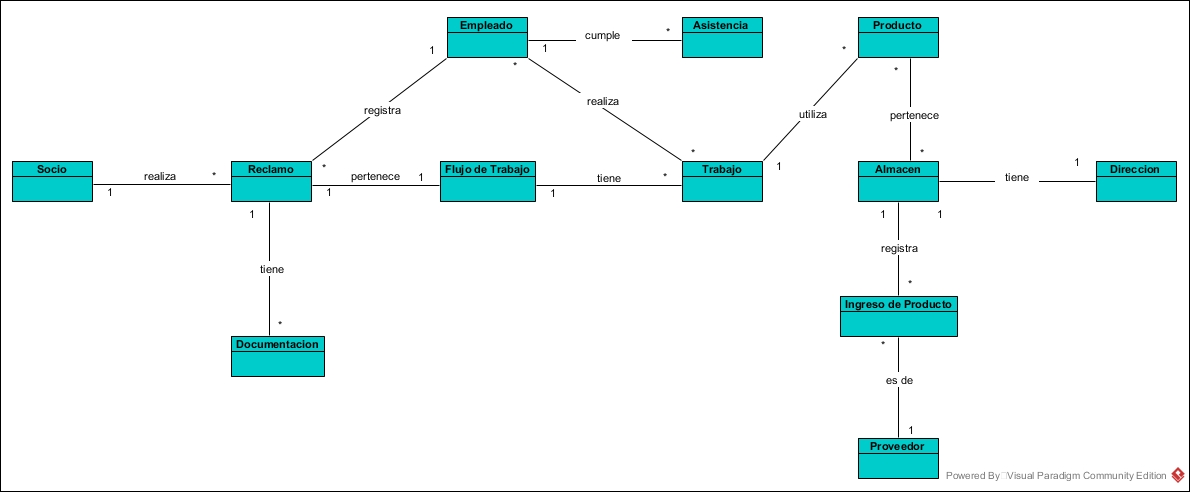 Empleado
Asistencia
Producto
cumple
1
*
1
*
*
*
realiza
registra
utiliza
pertenece
Socio
Reclamo
Flujo de Trabajo
Trabajo
Almacen
Direccion
realiza
1
*
*
pertenece
1
1
tiene
1
*
*
1
*
tiene
1
1
1
tiene
*
Documentacion
1
registra
*
Ingreso de Producto
*
es de
1
Proveedor
Powered By Visual Paradigm Community Edition